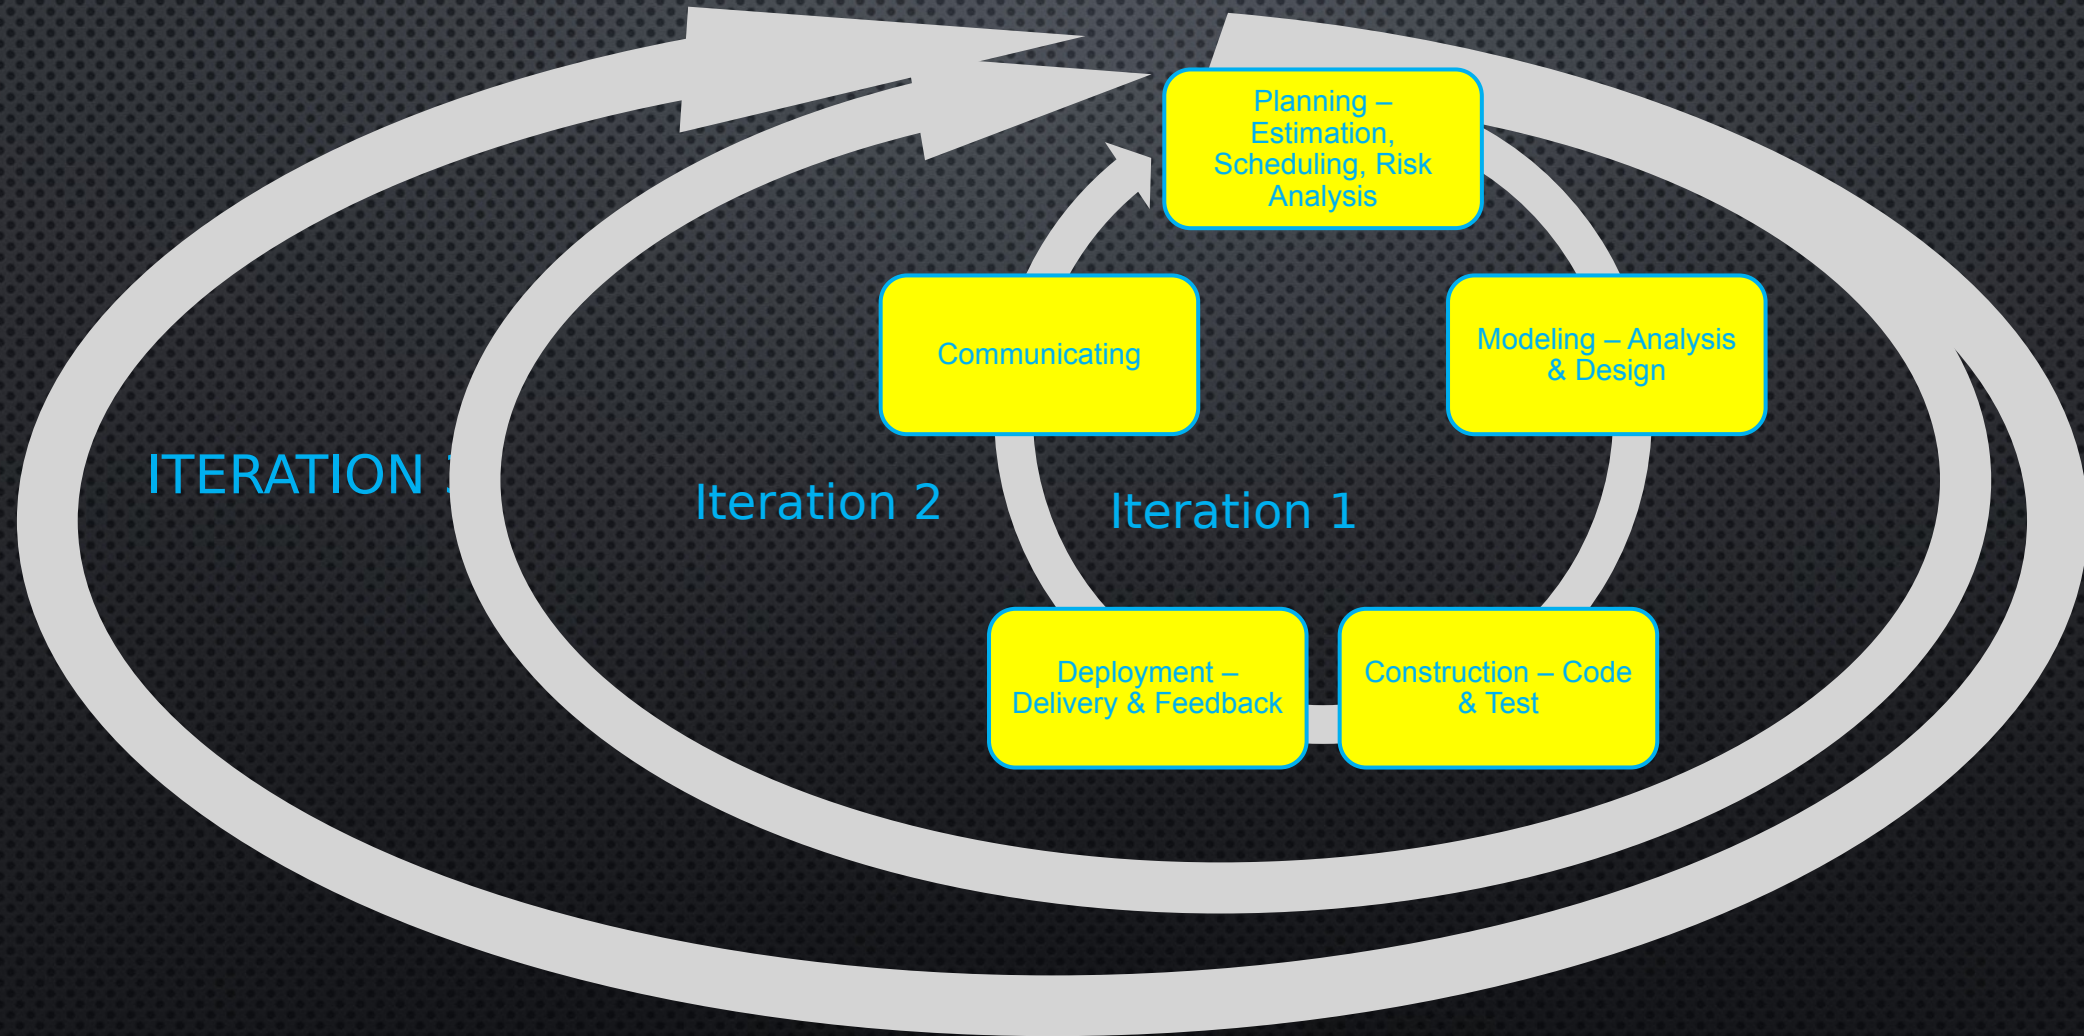 Planning –
Estimation,
Scheduling, Risk
Analysis
Communicating
Modeling – Analysis
& Design
ITERATION
Iteration 2
Iteration 1
Deployment –
Delivery & Feedback
Construction – Code
& Test